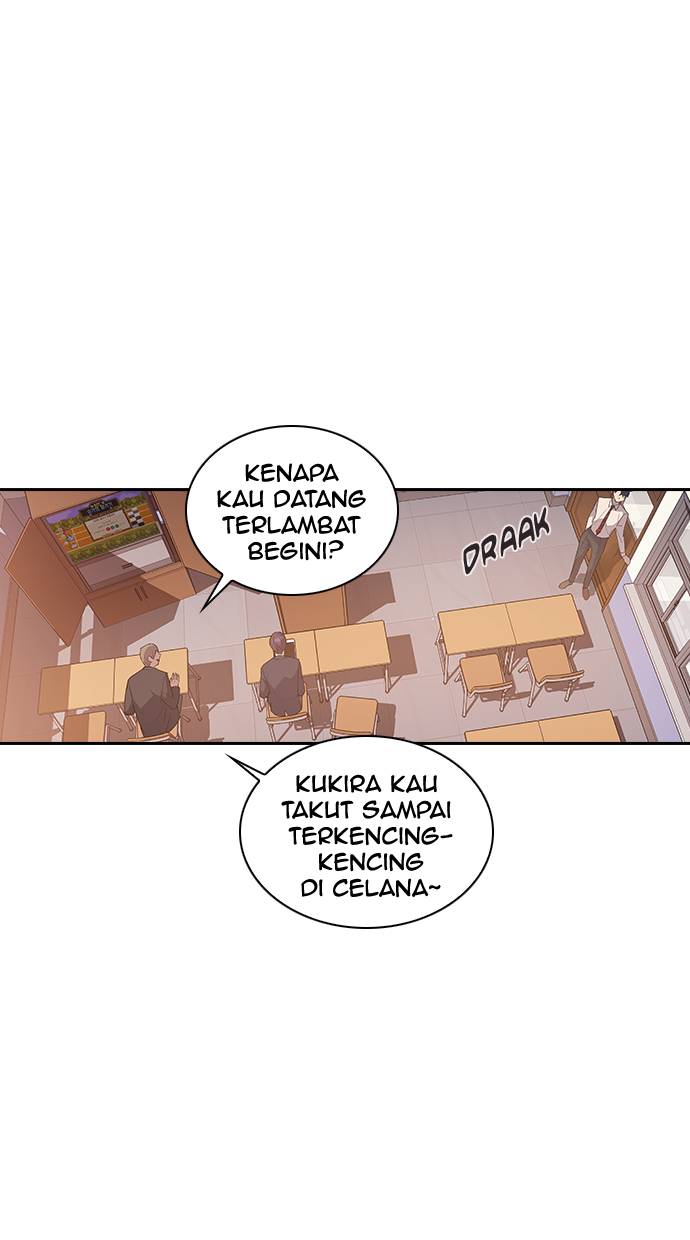 KENAPA
KAU DATANG
TERLAMBAT
BEGINI?
DRAAK
KUKIRA KAU
TAKUT SAMPAI
TERKENCING-
KENCING
DI CELANA~